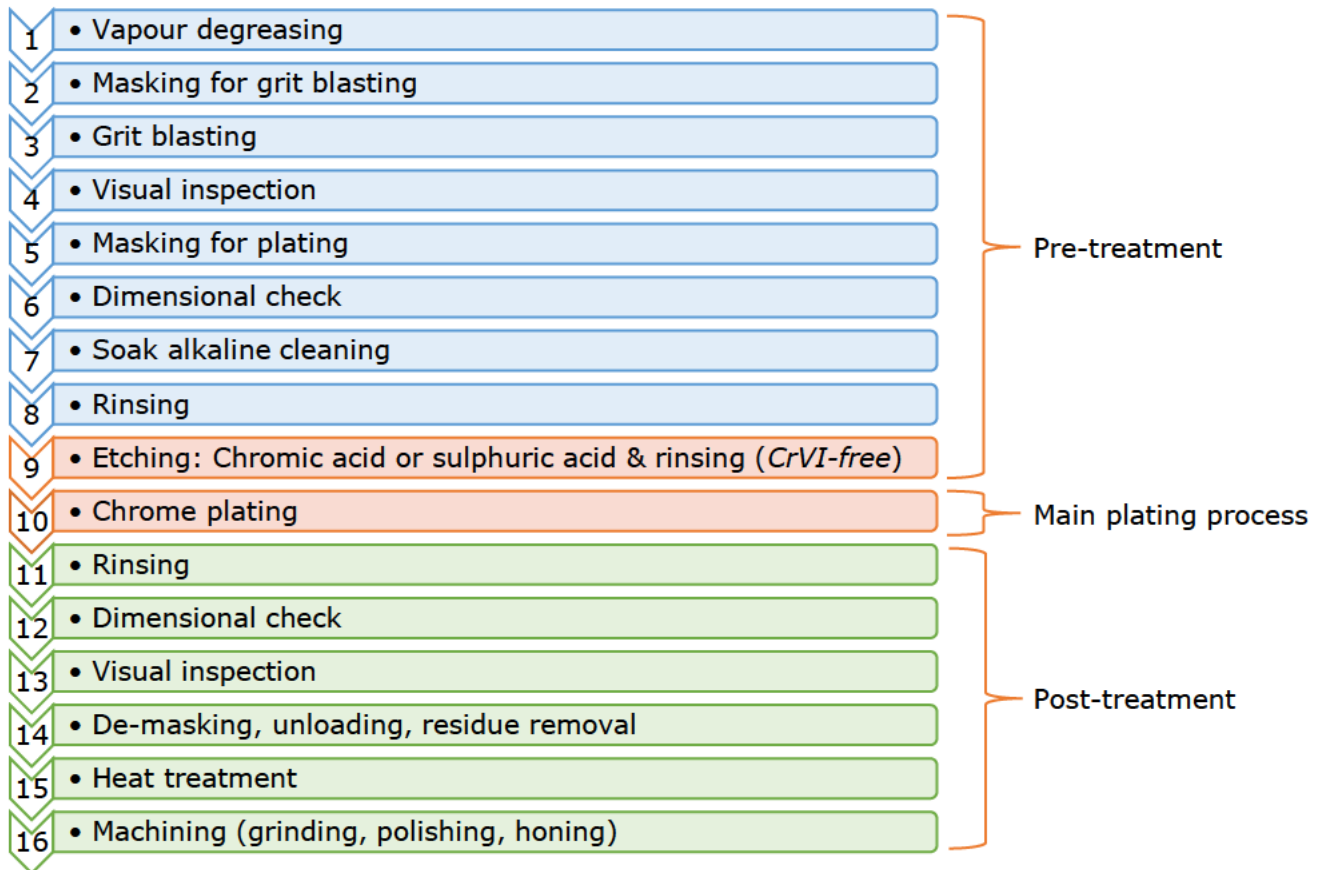 1 • Vapour degreasing
2 • Masking for grit blasting
3 • Grit blasting
4 • Visual inspection
5 • Masking for plating
6 • Dimensional check
7 • Soak alkaline cleaning
8 • Rinsing
9 • Etching: Chromic acid or sulphuric acid & rinsing (CrVI-free)
Pre-treatment
10 • Chrome plating
Main plating process
11 • Rinsing
12 • Dimensional check
13 • Visual inspection
14 • De-masking, unloading, residue removal
15 • Heat treatment
16 • Machining (grinding, polishing, honing)
Post-treatment